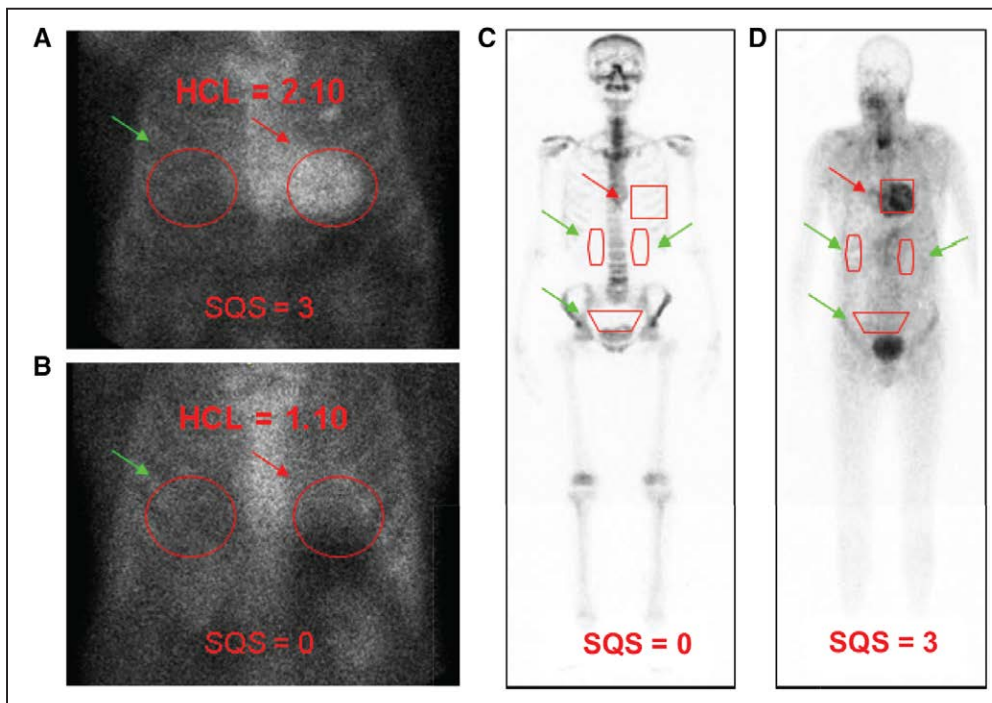 A
HCL = 2.10
SQS = 3
B
HCL = 1.10
SQS = 0
C
SQS = 0
D
SQS = 3